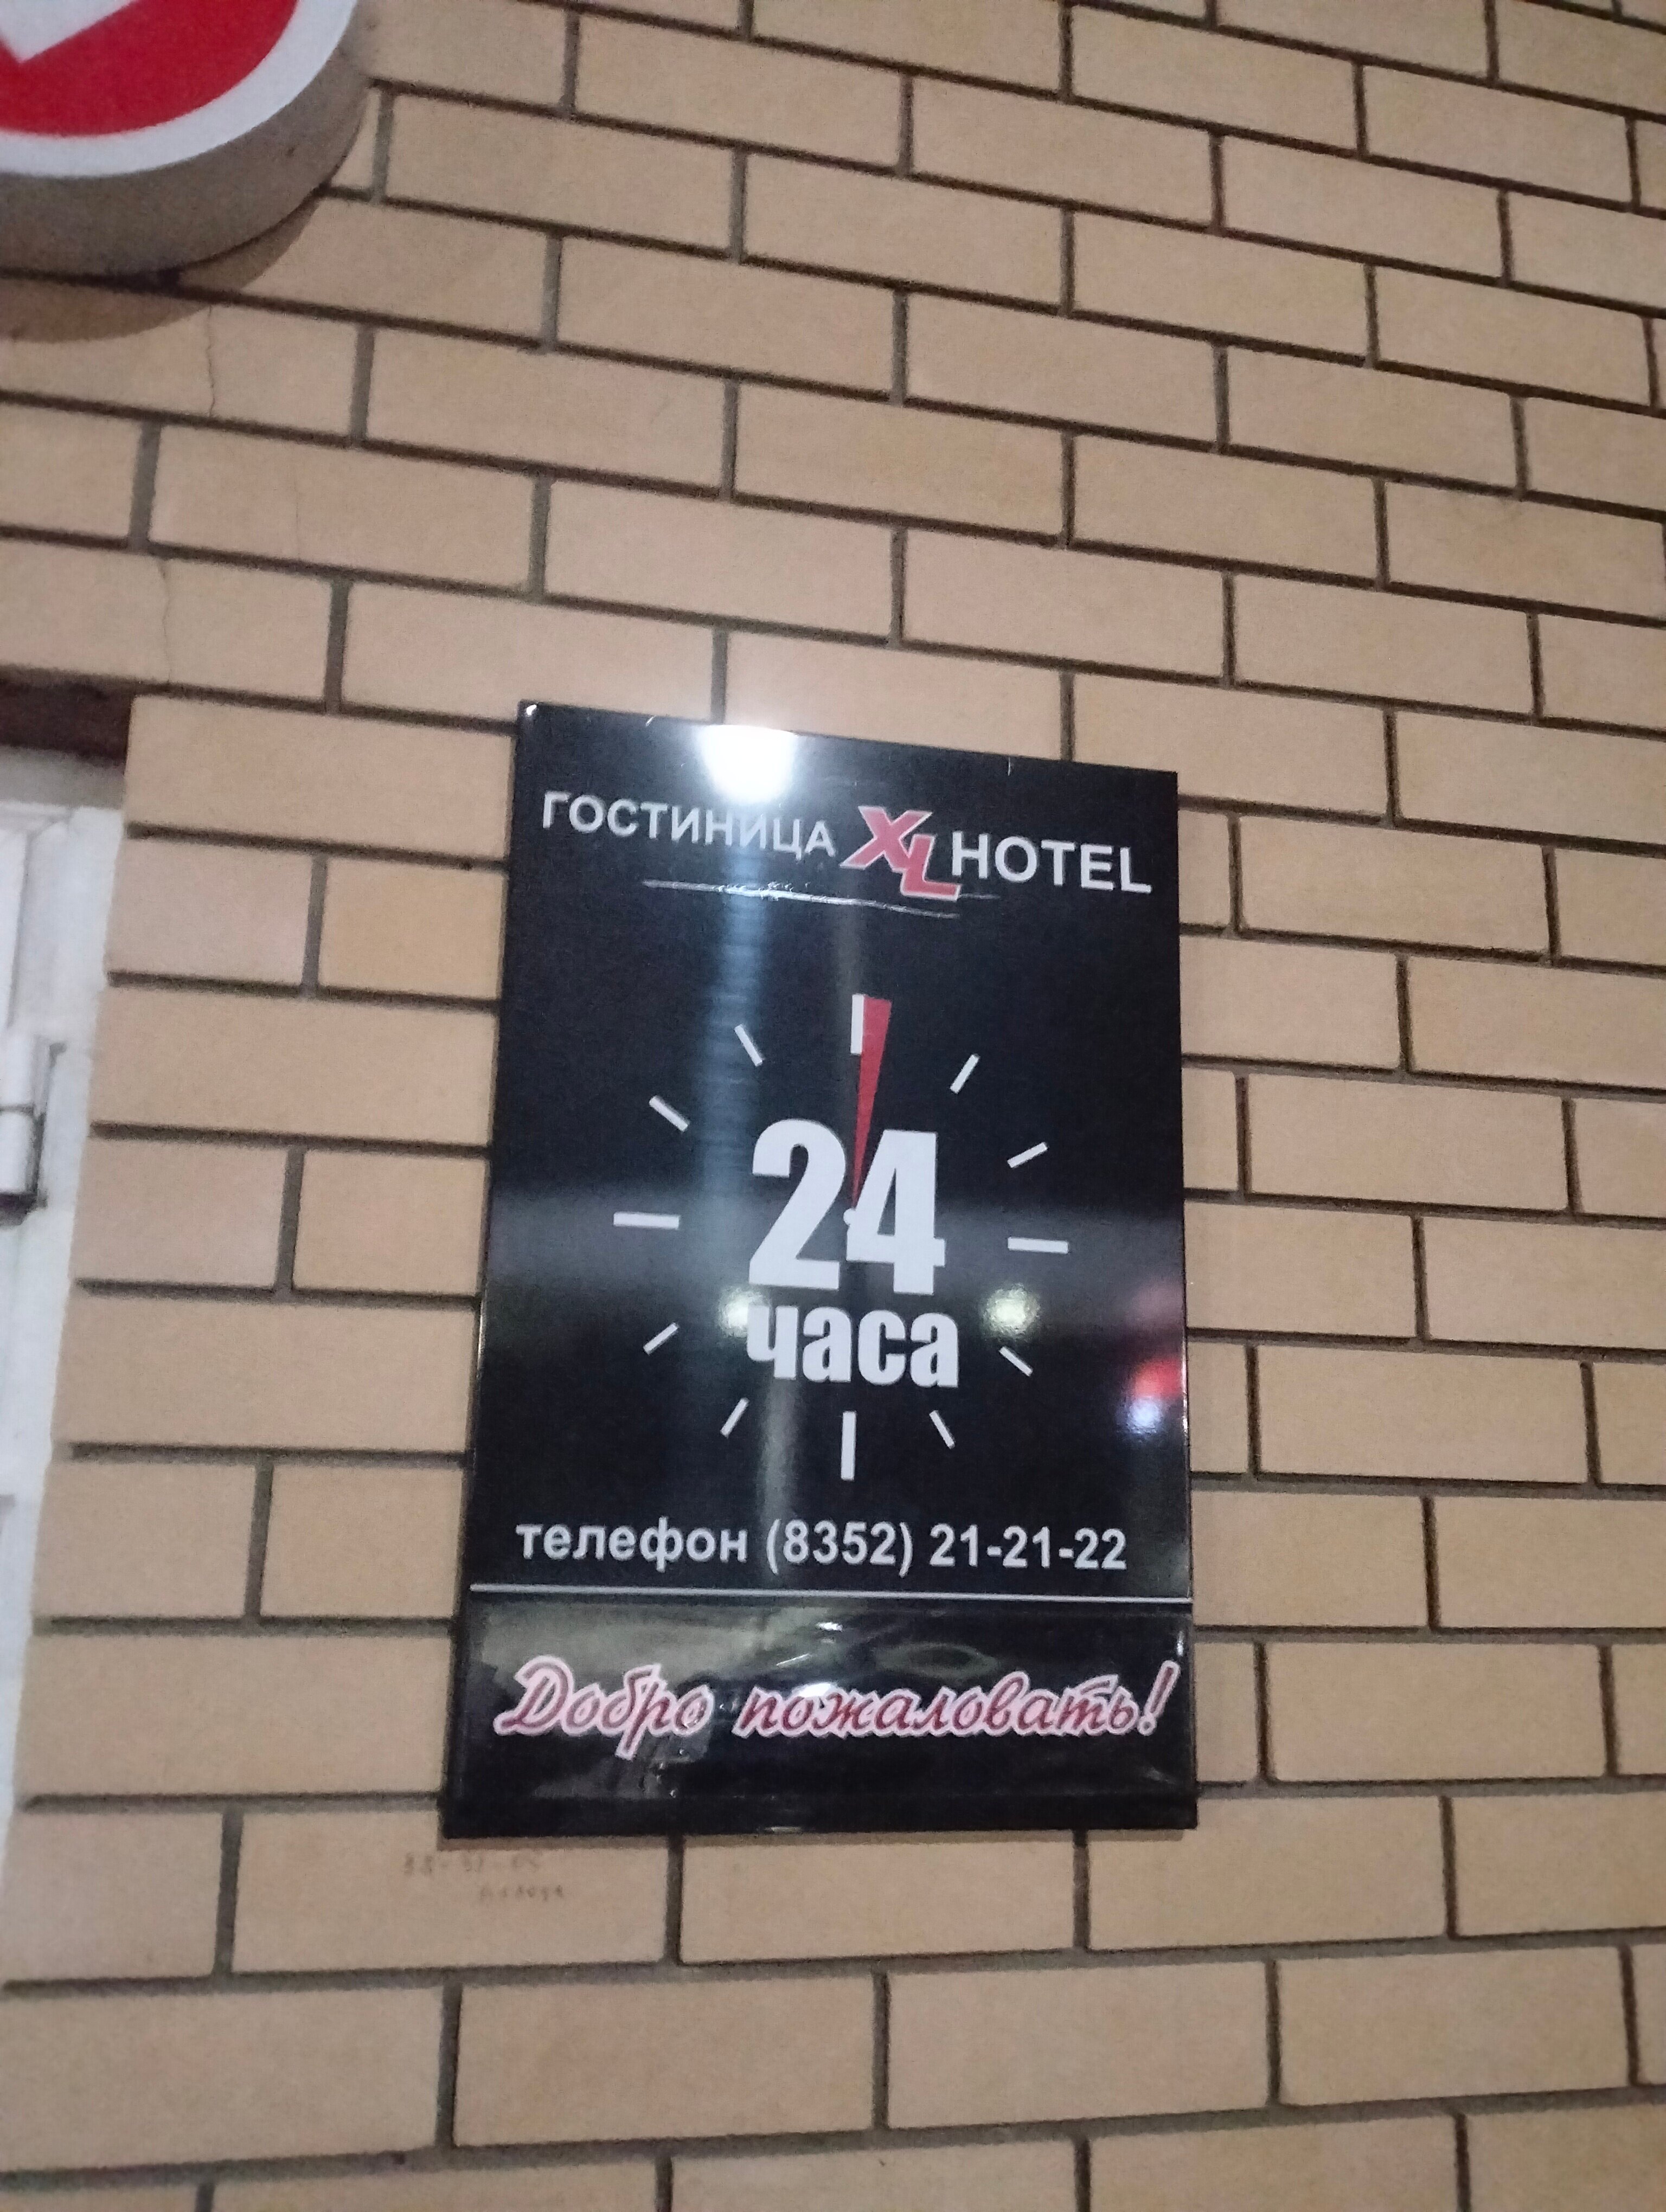 ГОСТИНИЦА XL HOTEL
24
часа
телефон (8352) 21-21-22
Добро пожаловать!